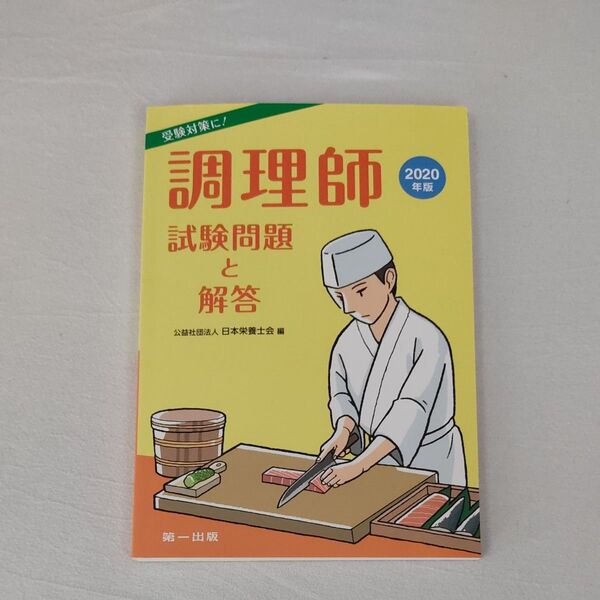 受験対策に!
調理師
2020
年版
試験問題
と
解答
公益社団法人 日本栄養士会 編
第一出版